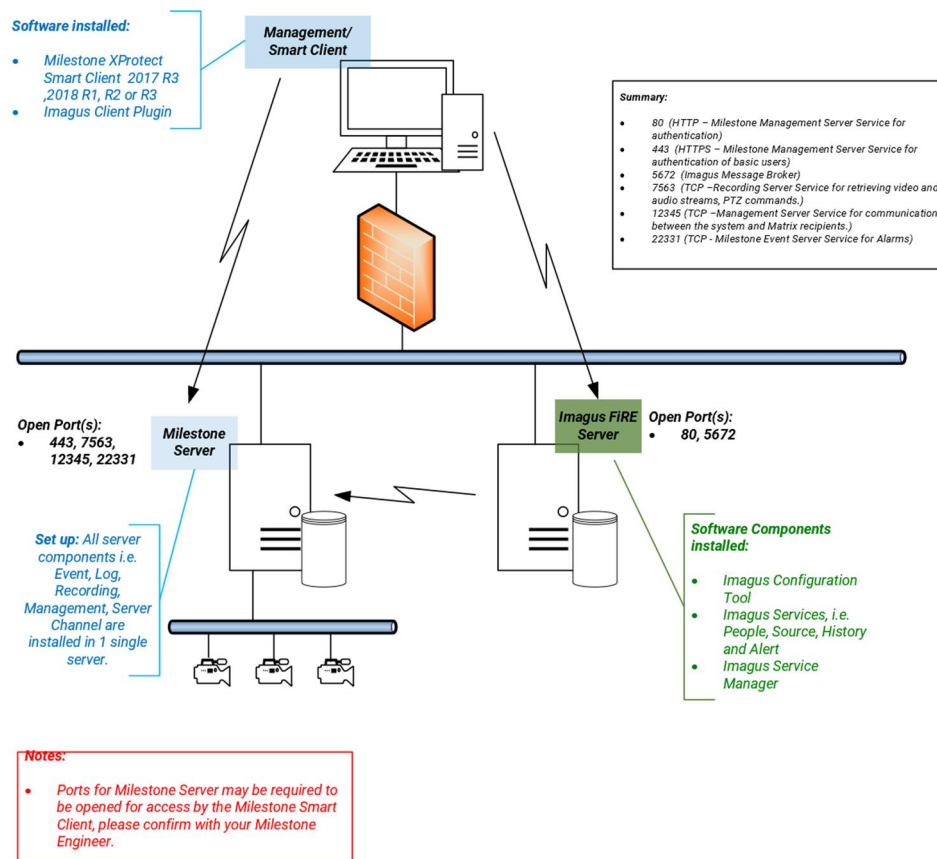 Software installed:
• Milestone XProtect
Smart Client 2017 R3
,2018 R1, R2 or R3
• Imagus Client Plugin
Management/
Smart Client
Summary:
• 80 (HTTP – Milestone Management Server Service for
authentication)
• 443 (HTTPS – Milestone Management Server Service for
authentication of basic users)
• 5672 (Imagus Message Broker)
• 7563 (TCP –Recording Server Service for retrieving video and
audio streams, PTZ commands.)
• 12345 (TCP –Management Server Service for communication
between the system and Matrix recipients.)
• 22331 (TCP - Milestone Event Server Service for Alarms)
Open Port(s):
• 443, 7563,
12345, 22331
Milestone
Server
Imagus FiRE
Server
Open Port(s):
• 80, 5672
Set up: All server
components i.e.
Event, Log,
Recording,
Management, Server
Channel are
installed in 1 single
server.
Software Components
installed:
• Imagus Configuration
Tool
• Imagus Services, i.e.
People, Source, History
and Alert
• Imagus Service
Manager
Notes:
• Ports for Milestone Server may be required to
be opened for access by the Milestone Smart
Client, please confirm with your Milestone
Engineer.